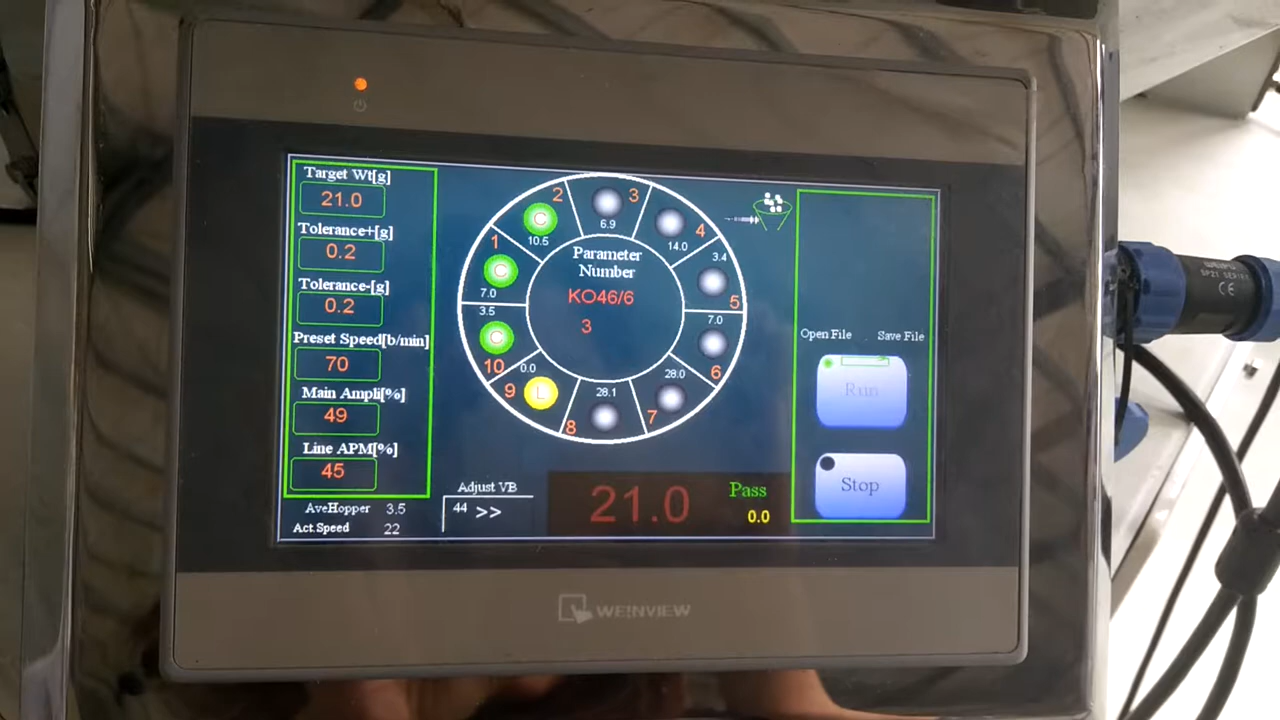 Target Wt[g]
21.0
Tolerance+[g]
0.2
Tolerance-[g]
0.2
Preset Speed[b/min]
70
Main Ampli[%]
49
Line APM[%]
45
AveHopper 3.5
Act.Speed 22
1
C
7.0
2
C
10.5
3
6.9
4
14.0
5
3.4
6
7.0
7
28.0
8
28.1
9
L
0.0
10
C
3.5
Parameter
Number
KO46/6
3
Adjust VB
44 >>
21.0
Pass
0.0
Open File Save File
Run
Stop
WEINVIEW
WEIPU
CE